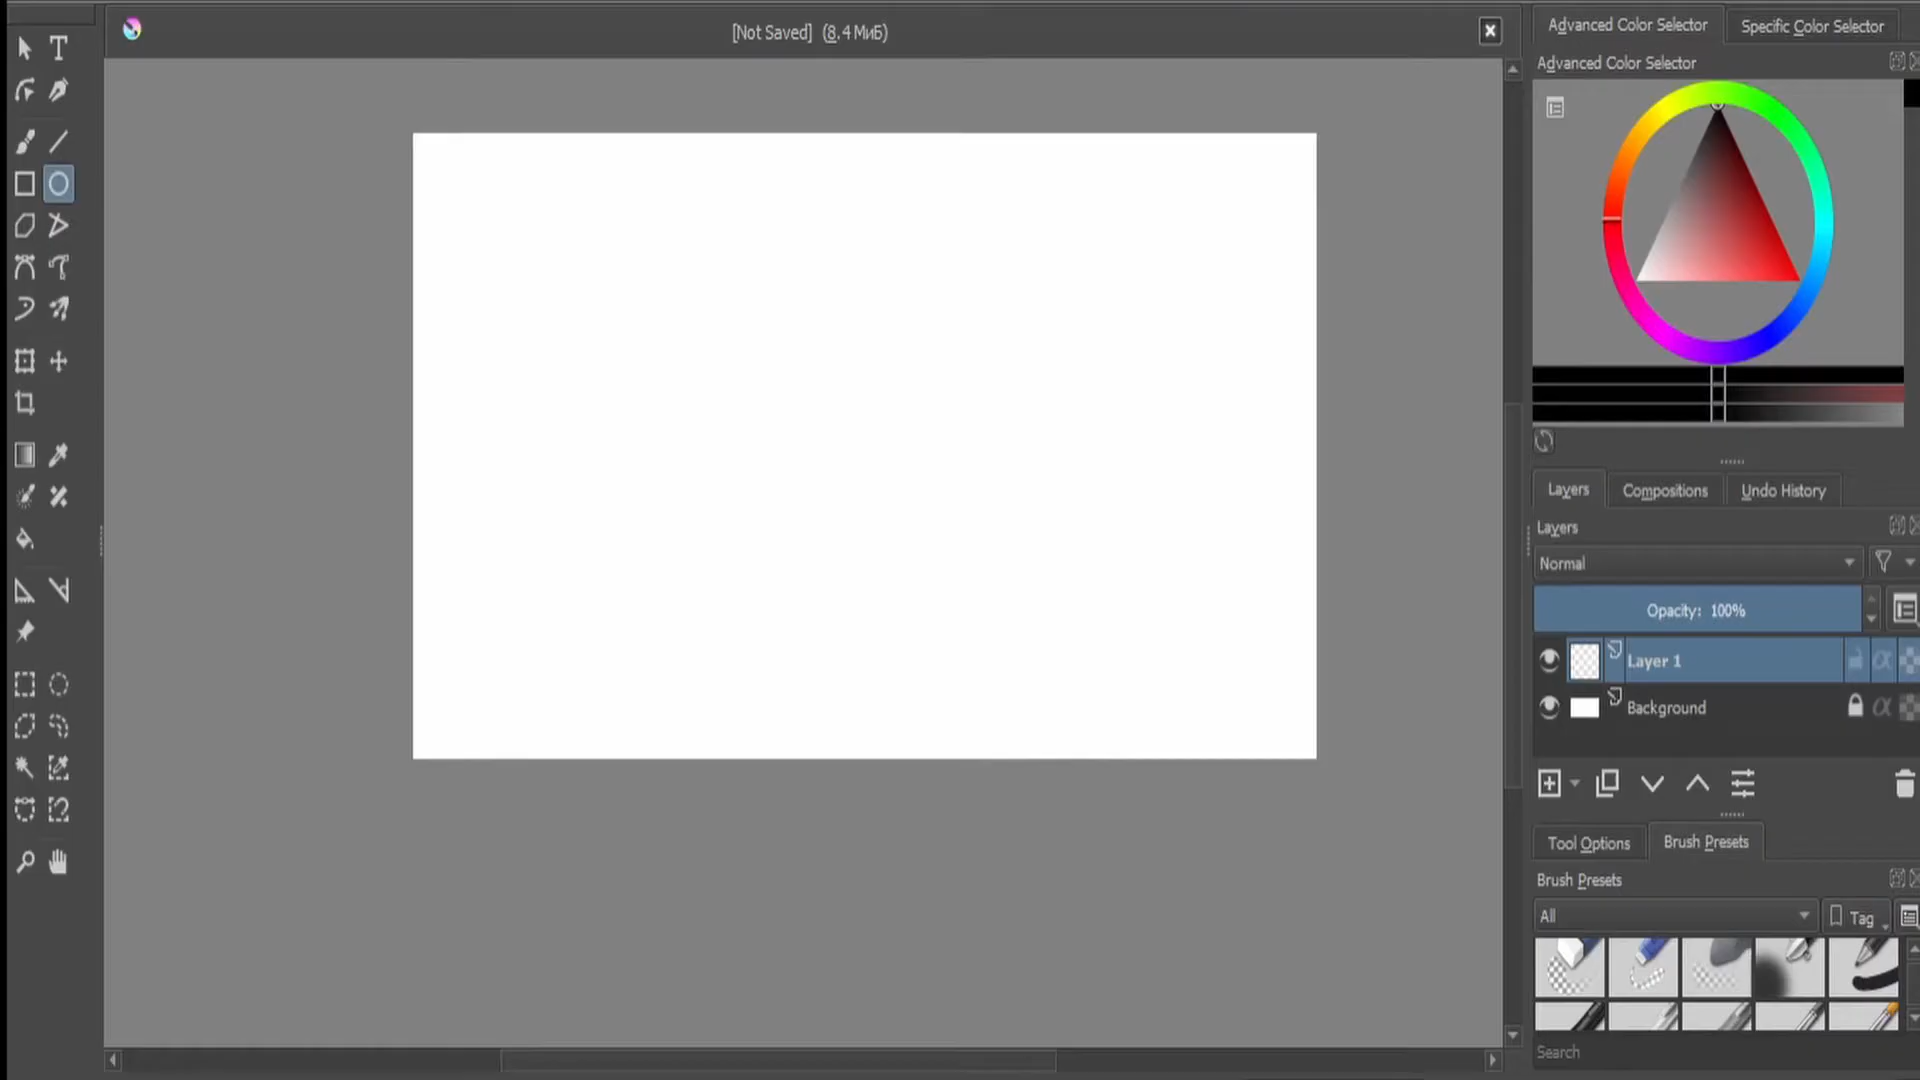 [Not Saved] (8.4 МиБ)
Advanced Color Selector
Specific Color Selector
Advanced Color Selector
Layers
Compositions
Undo History
Layers
Normal
Opacity: 100%
Layer 1
Background
Tool Options
Brush Presets
Brush Presets
All
Tag
Search